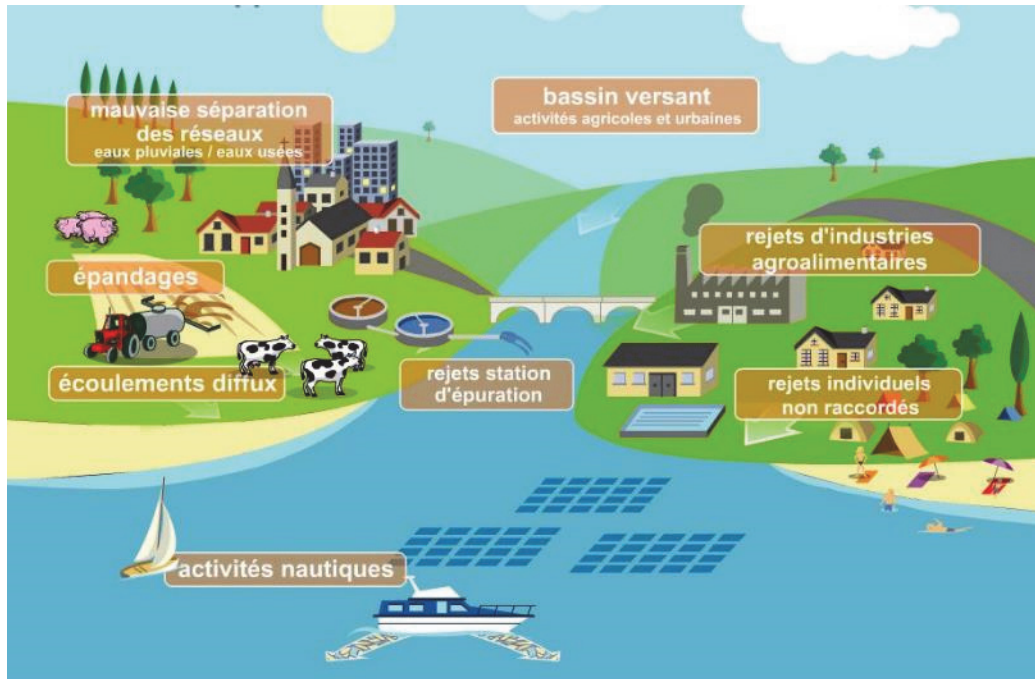 mauvaise séparation
des réseaux
eaux pluviales / eaux usées
bassin versant
activités agricoles et urbaines
rejets d'industries
agroalimentaires
épandages
écoulements diffux
rejets station
d'épuration
rejets individuels
non raccordés
activités nautiques